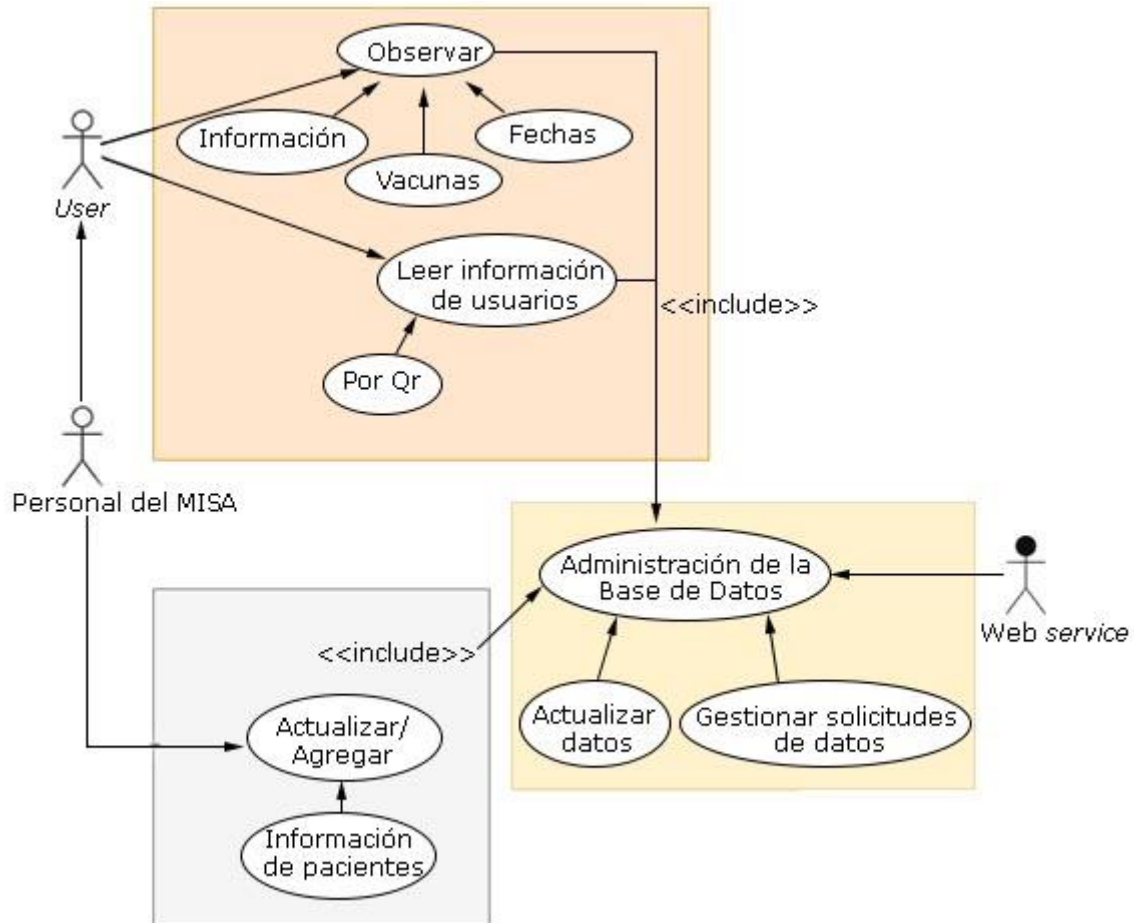 Observar
Información
Fechas
Vacunas
User
Leer información
de usuarios
<<include>>
Por Qr
Personal del MISA
Administración de la
Base de Datos
Web service
<<include>>
Actualizar
datos
Gestionar solicitudes
de datos
Actualizar/
Agregar
Información
de pacientes